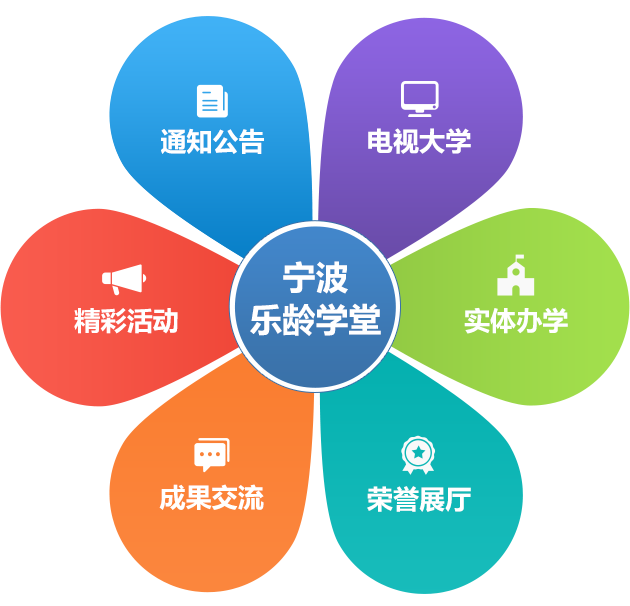 通知公告
电视大学
宁波
乐龄学堂
精彩活动
实体办学
成果交流
荣誉展厅